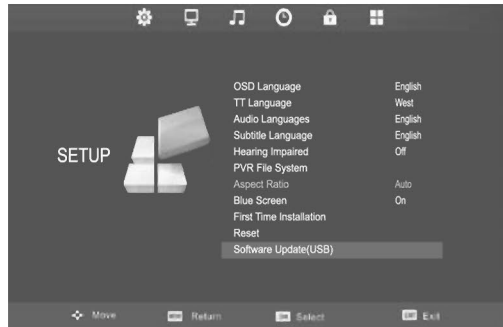 SETUP
OSD Language English
TT Language West
Audio Languages English
Subtitle Language English
Hearing Impaired Off
PVR File System
Aspect Ratio Auto
Blue Screen On
First Time Installation
Reset
Software Update(USB)
Move Return Select Exit